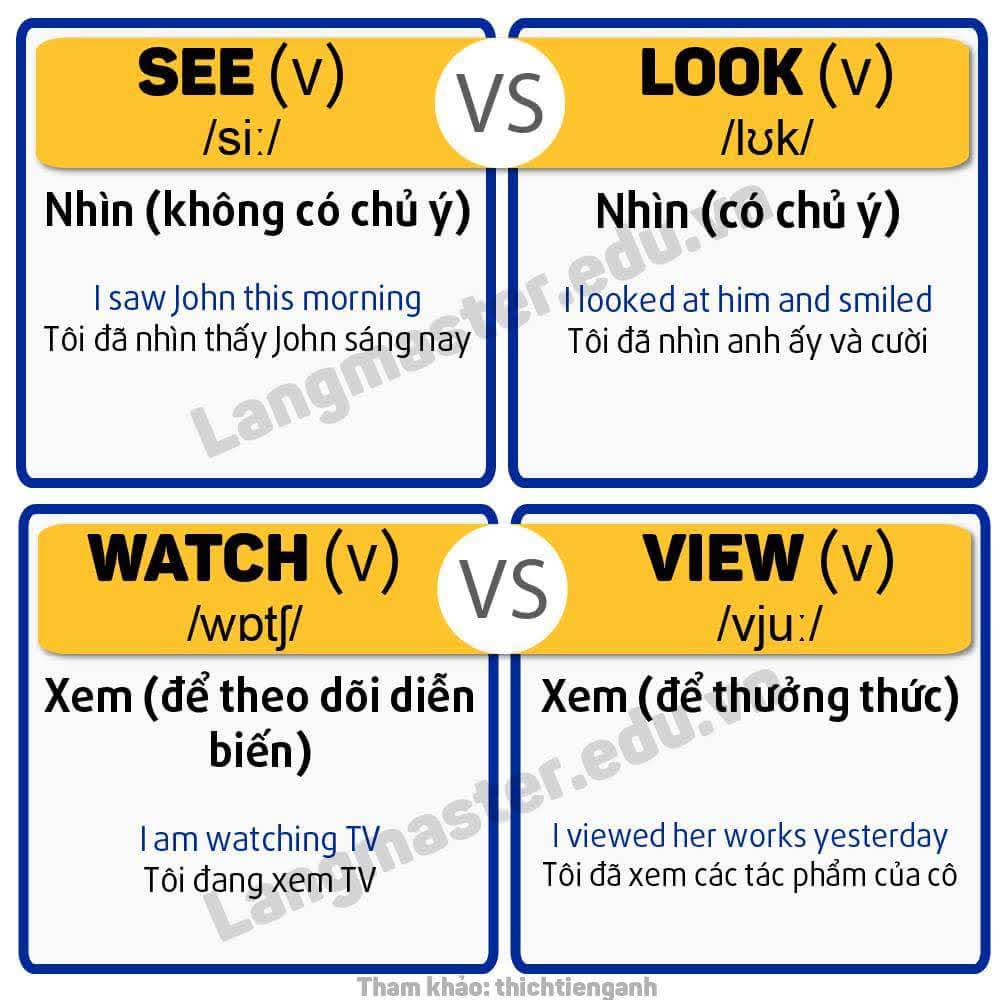 SEE (v)
/siː/
Nhìn (không có chủ ý)
I saw John this morning
Tôi đã nhìn thấy John sáng nay
VS
LOOK (v)
/lʊk/
Nhìn (có chủ ý)
I looked at him and smiled
Tôi đã nhìn anh ấy và cười
Langmaster.edu.vn
WATCH (v)
/wɒtʃ/
Xem (để theo dõi diễn
biến)
I am watching TV
Tôi đang xem TV
VS
VIEW (v)
/vjuː/
Xem (để thưởng thức)
I viewed her works yesterday
Tôi đã xem các tác phẩm của cô
Langmaster.edu.vn
Tham khảo: thichtienganh